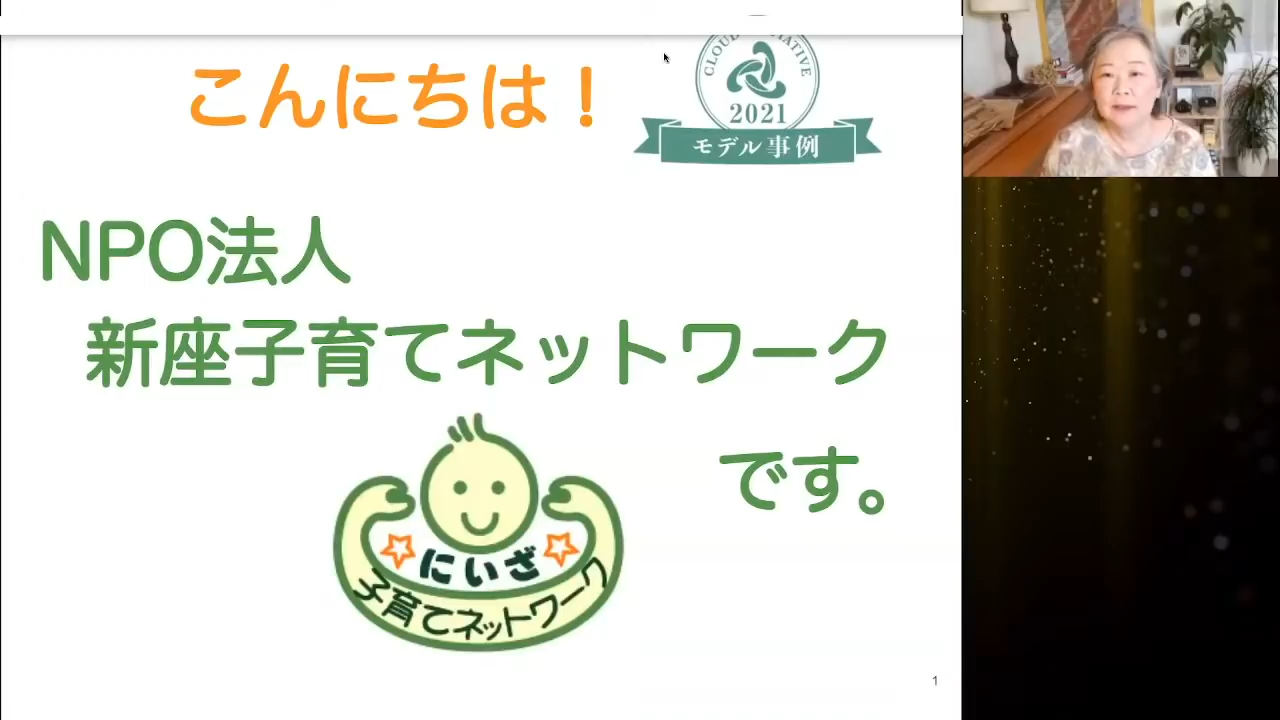 こんにちは！
2021
モデル事例
NPO法人
新座子育てネットワーク
です。
にいざ
子育てネットワーク
1